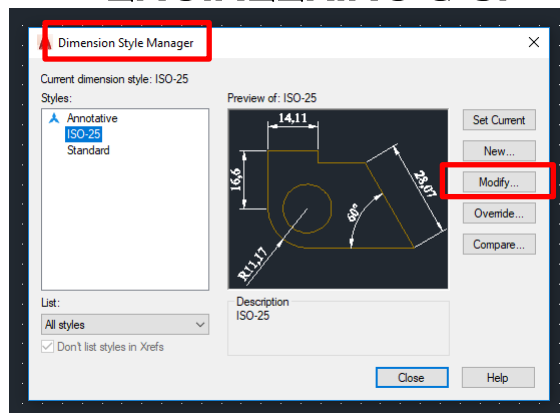 Dimension Style Manager
Current dimension style: ISO-25
Styles:
Annotative
ISO-25
Standard
Preview of: ISO-25
14,11
16,6
28,07
60°
R11,17
Set Current
New...
Modify...
Override...
Compare...
List:
All styles
Don't list styles in Xrefs
Description
ISO-25
Close
Help